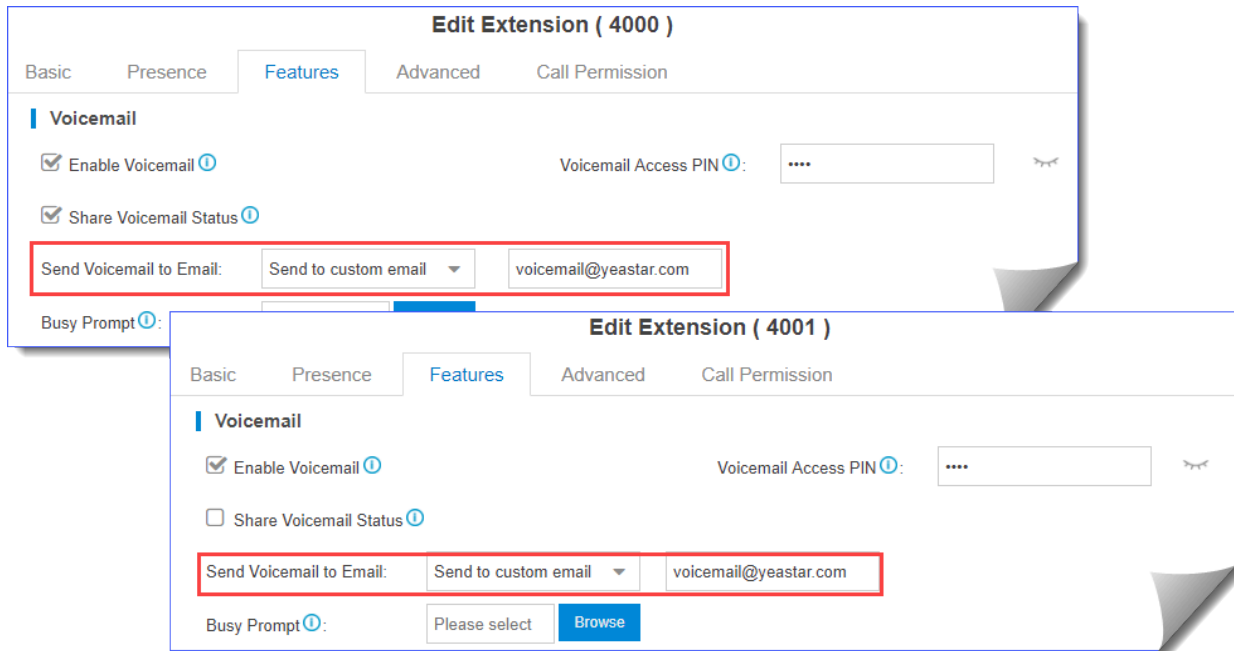 Edit Extension ( 4000 )
Basic Presence Features Advanced Call Permission
Voicemail
Enable Voicemail Voicemail Access PIN : ••••
Share Voicemail Status
Send Voicemail to Email: Send to custom email voicemail@yeastar.com
Busy Prompt :
Edit Extension ( 4001 )
Basic Presence Features Advanced Call Permission
Voicemail
Enable Voicemail Voicemail Access PIN : ••••
Share Voicemail Status
Send Voicemail to Email: Send to custom email voicemail@yeastar.com
Busy Prompt : Please select Browse